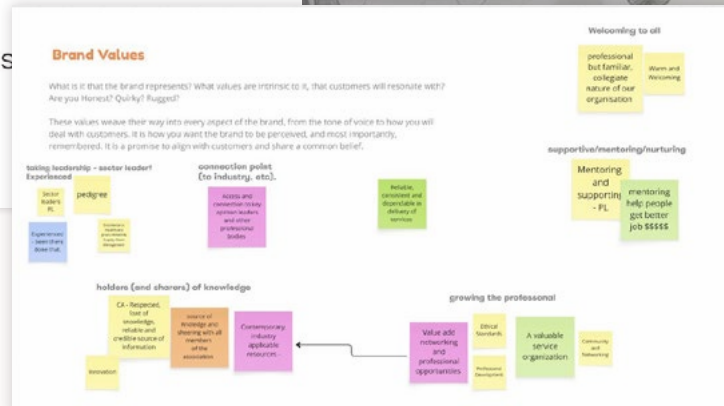 s
Brand Values
What is it that the brand represents? What values are intrinsic to it, that customers will resonate with?
Are you Honest? Quirky? Rugged?
These values weave their way into every aspect of the brand, from the tone of voice to how you will
deal with customers. It is how you want the brand to be perceived, and most importantly,
remembered. It is a promise to align with customers and share a common belief.
Welcoming to all
professional
but familiar,
collegiate
nature of our
organisation
Warm and
Welcoming
taking leadership - sector leader!
Experienced
Sector
leaders
PL
pedigree
Experienced
- been there
done that.
connection point
(to industry, etc).
Access and
connection to key
opinion leaders
and other
professional
bodies
Reliable,
consistent and
dependable in
delivery of
services
supportive/mentoring/nurturing
Mentoring
and
supporting
- PL
mentoring
help people
get better
job $$$$$
holders (and sharers) of knowledge
CA - Respected,
lots of
knowledge,
reliable and
credible source of
information
Innovation
source of
knowledge and
sheering with all
members
of the
association
Contemporary,
industry
applicable
resources -
growing the professional
Value add
networking
and
professional
opportunities
Ethical
Standards
Professional
Development
A valuable
service
organization
Community
and
Networking